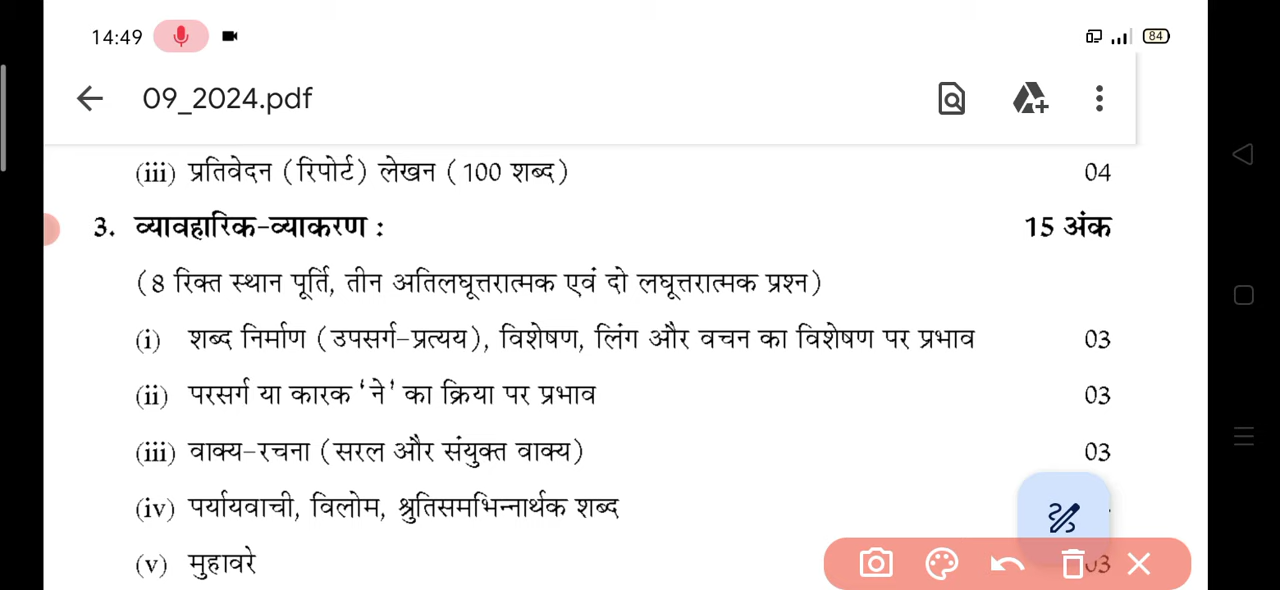 14:49 84
09_2024.pdf
(iii) प्रतिवेदन (रिपोर्ट) लेखन (100 शब्द) 04
3. व्यावहारिक-व्याकरण : 15 अंक
(8 रिक्त स्थान पूर्ति, तीन अतिलघूत्तरात्मक एवं दो लघूत्तरात्मक प्रश्न)
(i) शब्द निर्माण (उपसर्ग-प्रत्यय), विशेषण, लिंग और वचन का विशेषण पर प्रभाव 03
(ii) परसर्ग या कारक 'ने' का क्रिया पर प्रभाव 03
(iii) वाक्य-रचना (सरल और संयुक्त वाक्य) 03
(iv) पर्यायवाची, विलोम, श्रुतिसमभिन्नार्थक शब्द
(v) मुहावरे 03